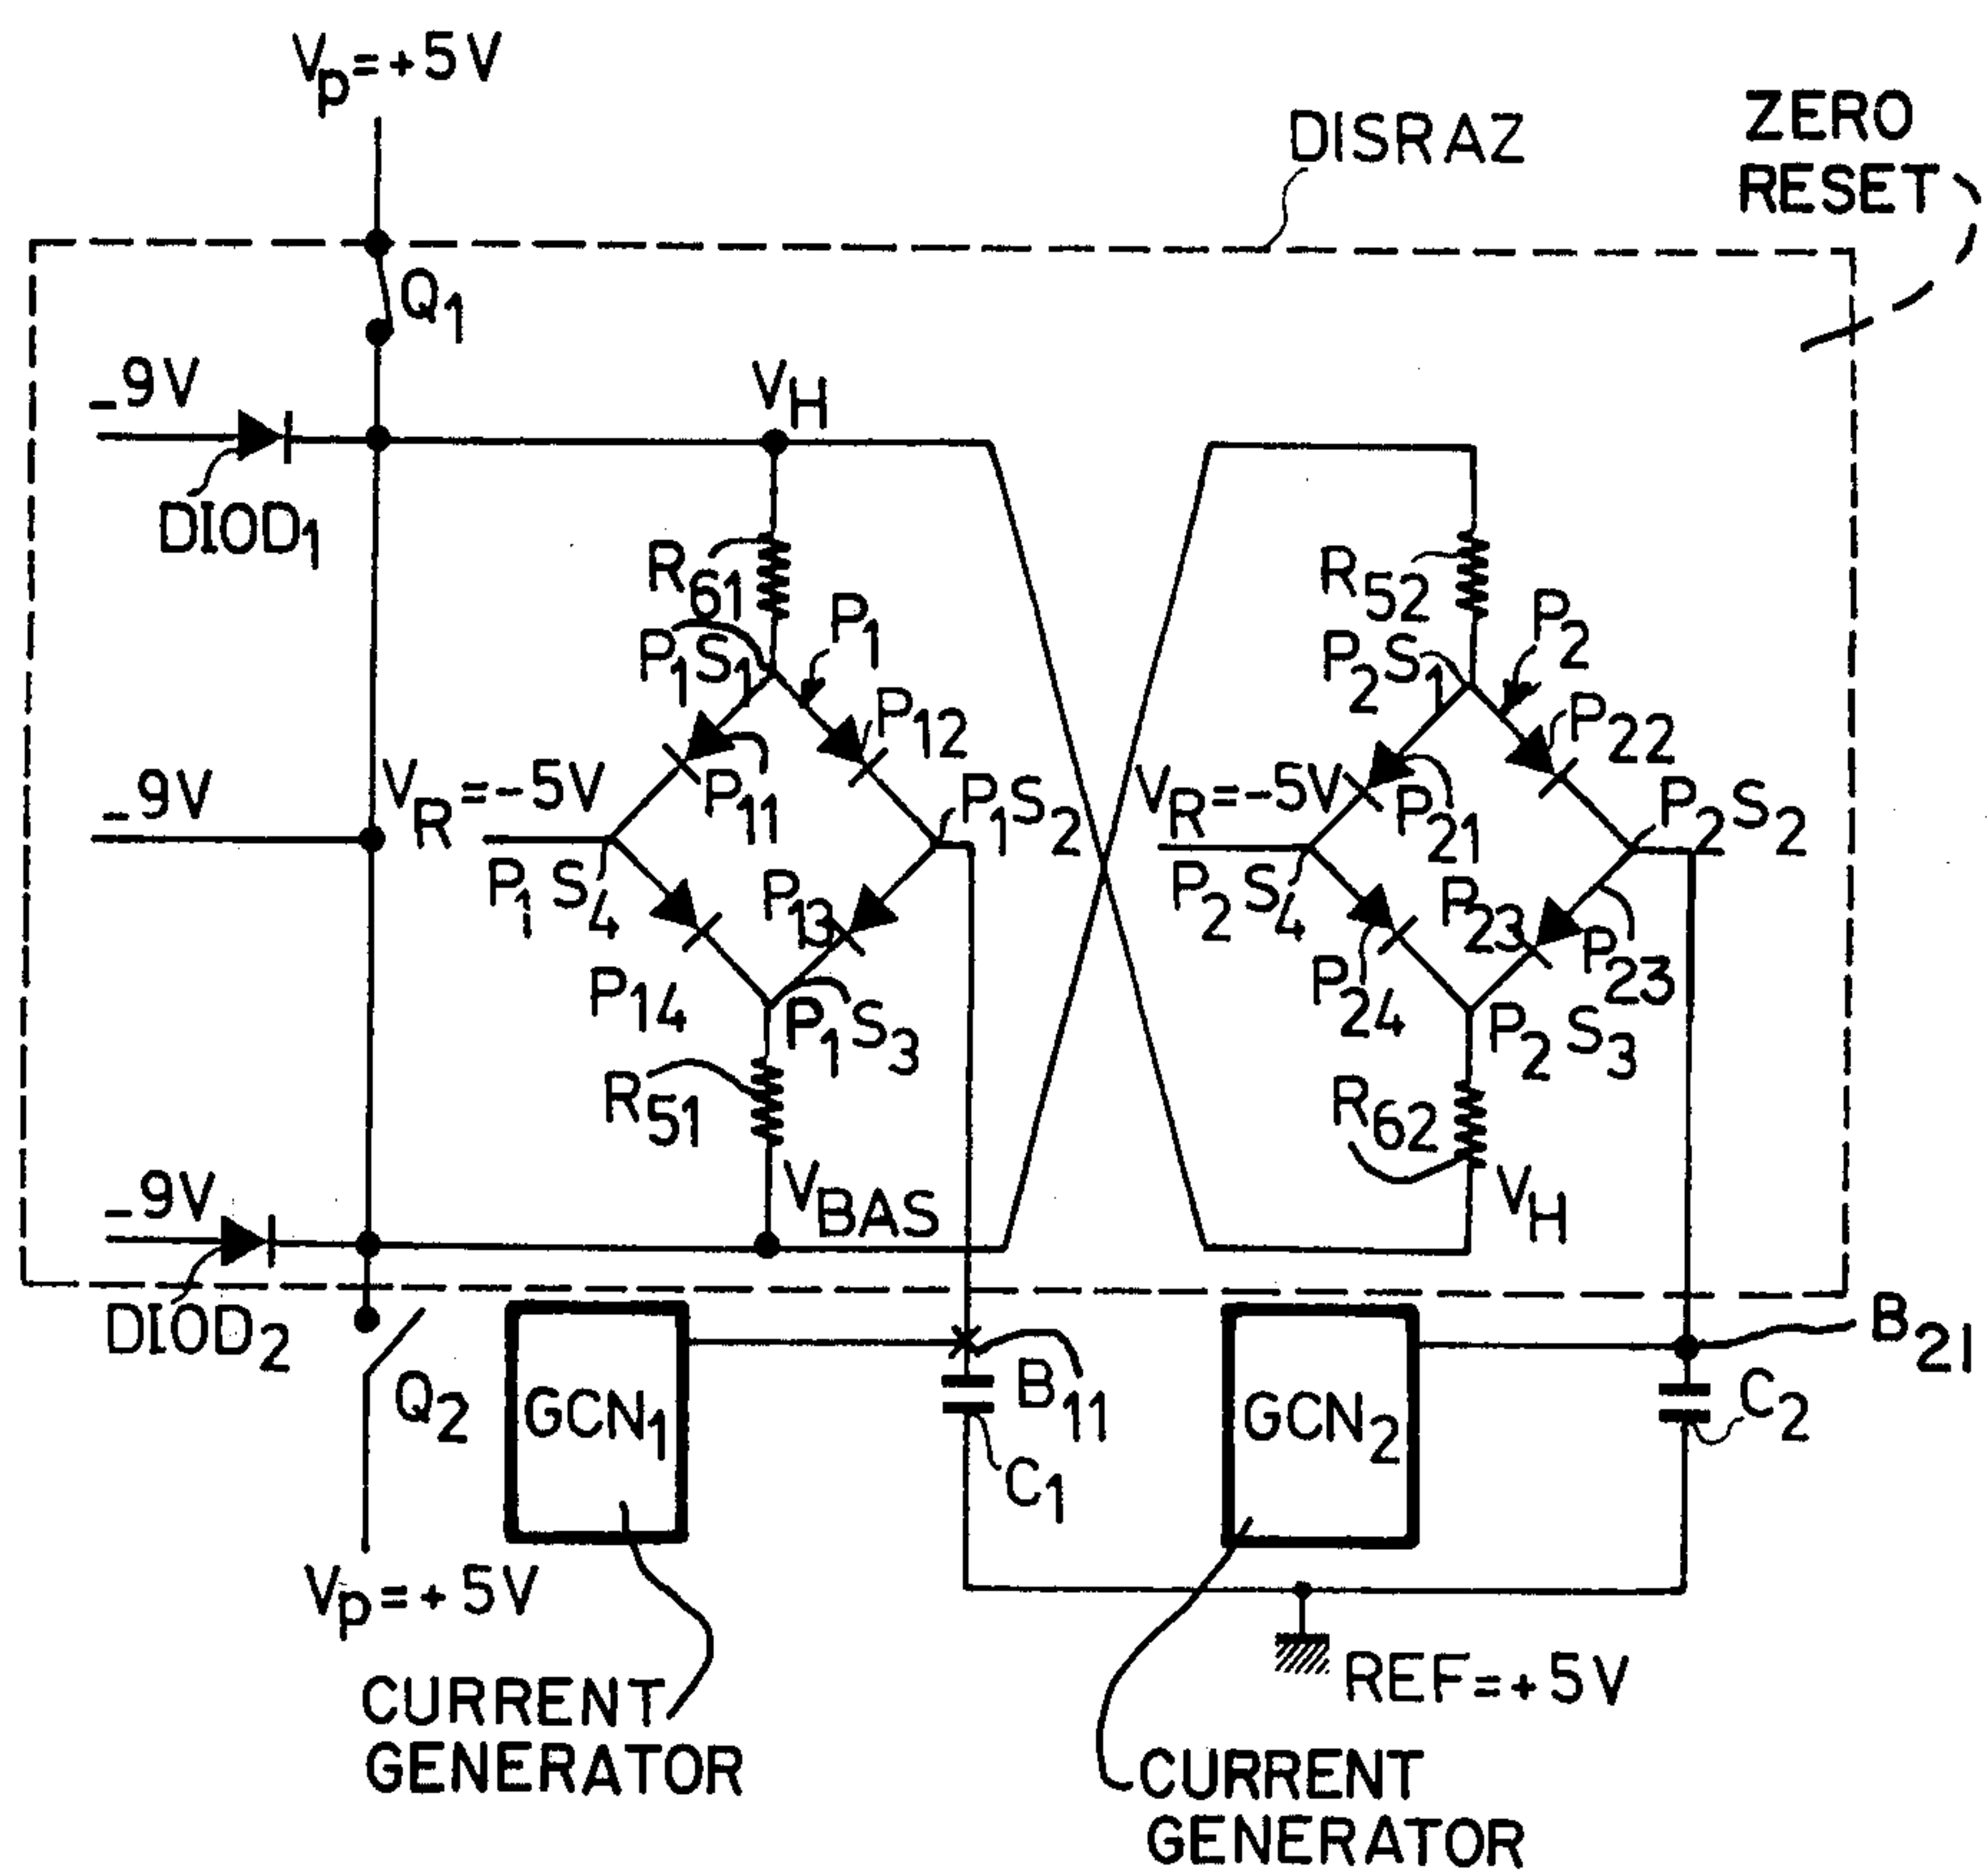 Vp=+5V
DISRAZ
ZERO
RESET
Q1
-9V
VH
DIOD1
R61
R52
P1
P2
P1S1
P2S1
P12
P22
-9V
VR=-5V
P11
P1S2
VR=-5V
P21
P2S2
P1S4
P13
P2S4
P23
P23
P14
P1S3
P24
P2S3
R51
R62
-9V
VBAS
VH
DIOD2
B21
Q2
GCN1
B11
GCN2
C2
C1
Vp=+5V
REF=+5V
CURRENT
GENERATOR
CURRENT
GENERATOR